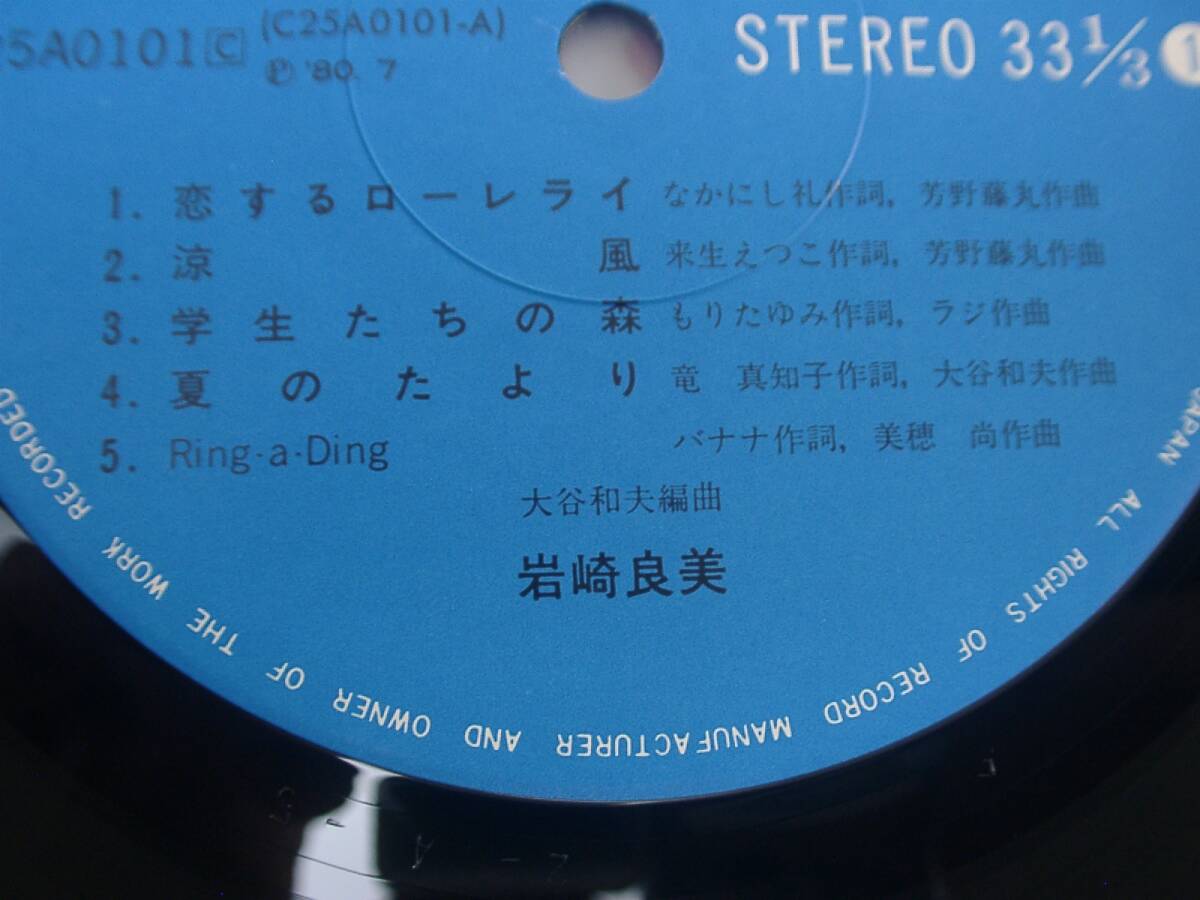 25A0101 C (C25A0101-A)
℗'80.7
STEREO 33⅓ 1
1. 恋するローレライ なかにし礼作詞, 芳野藤丸作曲
2. 涼風 来生えつこ作詞, 芳野藤丸作曲
3. 学生たちの森 もりたゆみ作詞, ラジ作曲
4. 夏のたより 竜 真知子作詞, 大谷和夫作曲
5. Ring-a-Ding バナナ作詞, 美穂 尚作曲
大谷和夫編曲
岩崎良美
JAPAN ALL RIGHTS OF RECORD MANUFACTURER AND OWNER OF THE WORK RECORDED